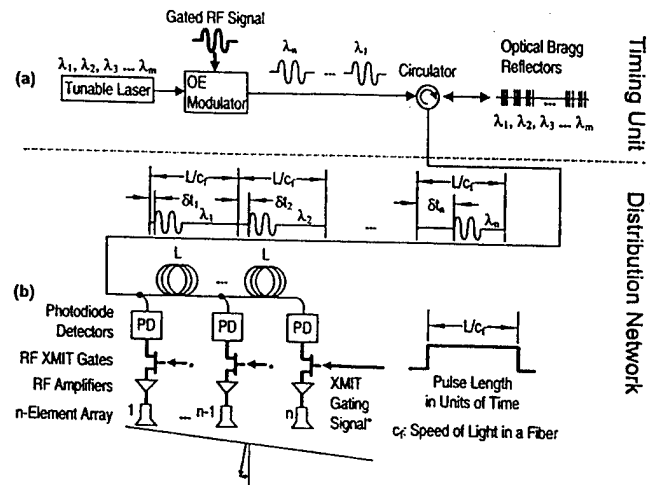 Gated RF Signal
(a)
λ₁, λ₂, λ₃ ... λₘ
Tunable Laser
OE
Modulator
λₙ ... λ₁
Circulator
Optical Bragg
Reflectors
...
λ₁, λ₂, λ₃ ... λₘ
Timing Unit
L/cf L/cf L/cf
δt₁ λ₁ δt₂ λ₂ ... δtₙ λₙ
Distribution Network
L ... L
(b)
Photodiode
Detectors
PD PD PD
RF XMIT Gates
RF Amplifiers
n-Element Array
1 ... n-1 n
XMIT
Gating
Signal*
L/cf
Pulse Length
in Units of Time
cf: Speed of Light in a Fiber